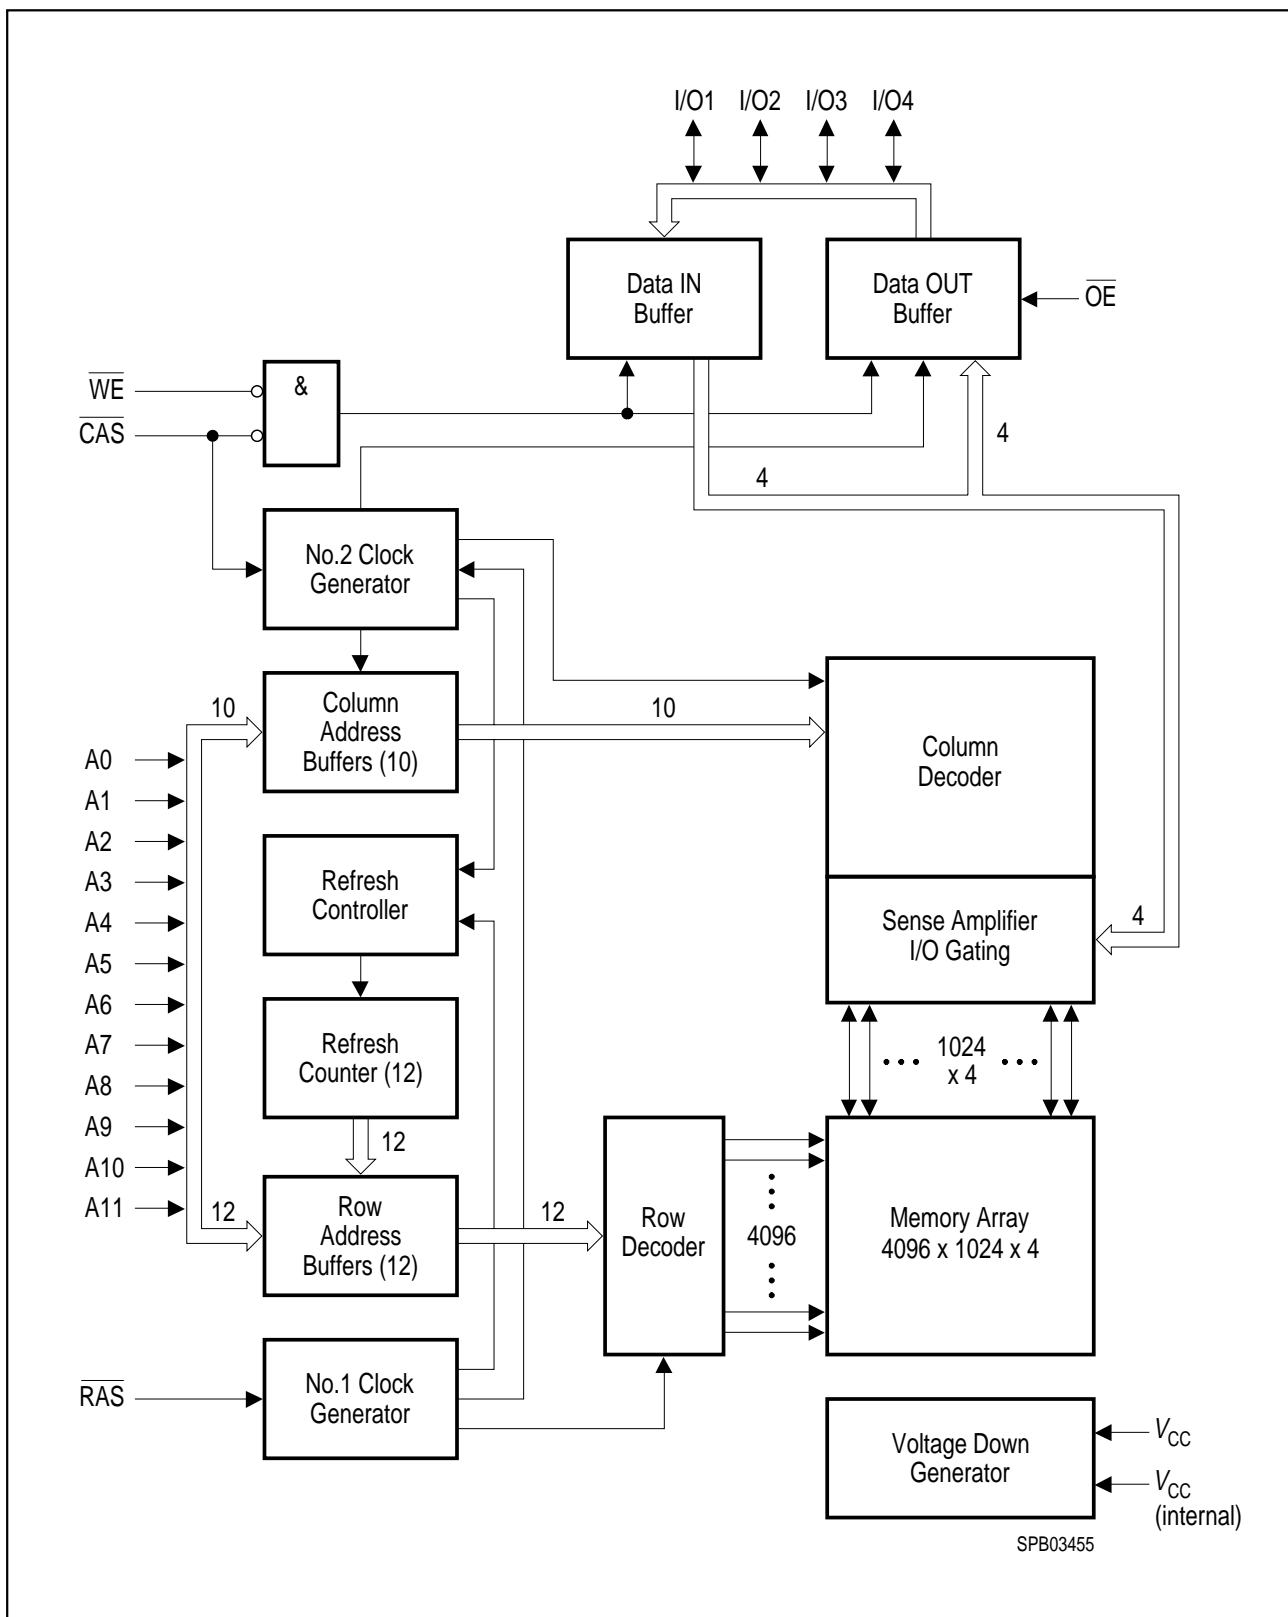 I/O1 I/O2 I/O3 I/O4
Data IN
Buffer
Data OUT
Buffer
OE
WE
&
CAS
4
4
No.2 Clock
Generator
10
Column
Address
Buffers (10)
10
Column
Decoder
A0
A1
A2
A3
A4
A5
A6
A7
A8
A9
A10
A11
Refresh
Controller
Sense Amplifier
I/O Gating
4
Refresh
Counter (12)
1024
x 4
12
12
Row
Address
Buffers (12)
12
Row
Decoder
4096
Memory Array
4096 x 1024 x 4
RAS
No.1 Clock
Generator
Voltage Down
Generator
VCC
VCC
(internal)
SPB03455